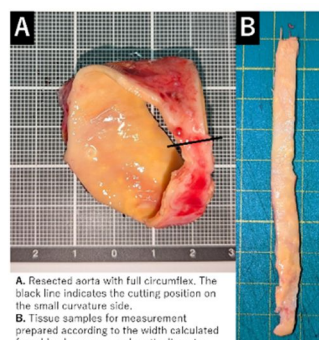 A
B
2 1 0 1 2 3
A. Resected aorta with full circumflex. The
black line indicates the cutting position on
the small curvature side.
B. Tissue samples for measurement
prepared according to the width calculated